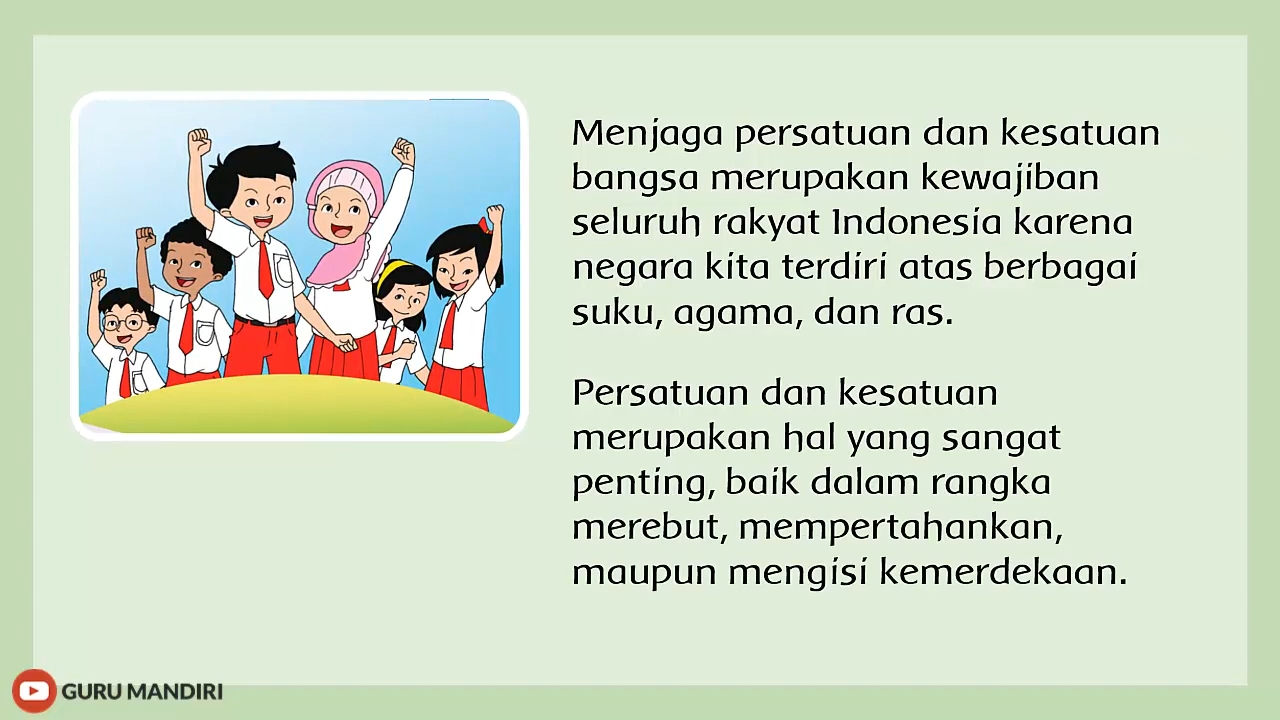 Menjaga persatuan dan kesatuan
bangsa merupakan kewajiban
seluruh rakyat Indonesia karena
negara kita terdiri atas berbagai
suku, agama, dan ras.
Persatuan dan kesatuan
merupakan hal yang sangat
penting, baik dalam rangka
merebut, mempertahankan,
maupun mengisi kemerdekaan.
GURU MANDIRI